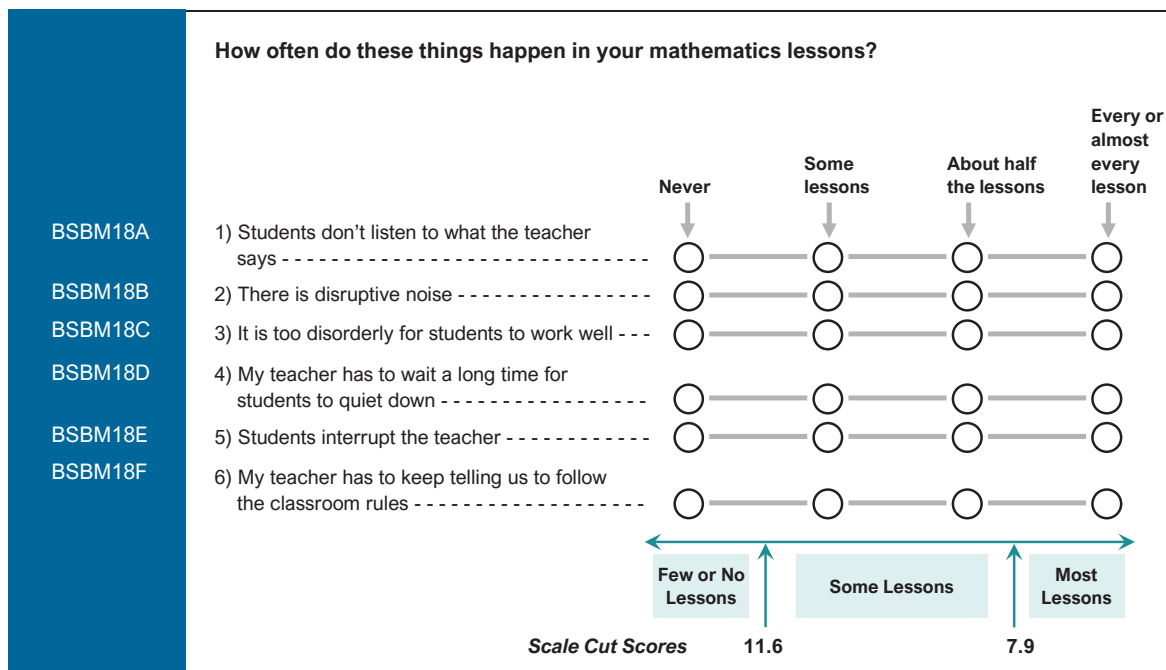 How often do these things happen in your mathematics lessons?
Never
Some
lessons
About half
the lessons
Every or
almost
every
lesson
BSBM18A
1) Students don’t listen to what the teacher
says - - - - - - - - - - - - - - - - - - - - - - - - - - - - - - -
BSBM18B
2) There is disruptive noise - - - - - - - - - - - - - - - -
BSBM18C
3) It is too disorderly for students to work well - - -
BSBM18D
4) My teacher has to wait a long time for
students to quiet down - - - - - - - - - - - - - - - - -
BSBM18E
5) Students interrupt the teacher - - - - - - - - - - - -
BSBM18F
6) My teacher has to keep telling us to follow
the classroom rules - - - - - - - - - - - - - - - - - - -
Few or No
Lessons
Some Lessons
Most
Lessons
Scale Cut Scores 11.6 7.9